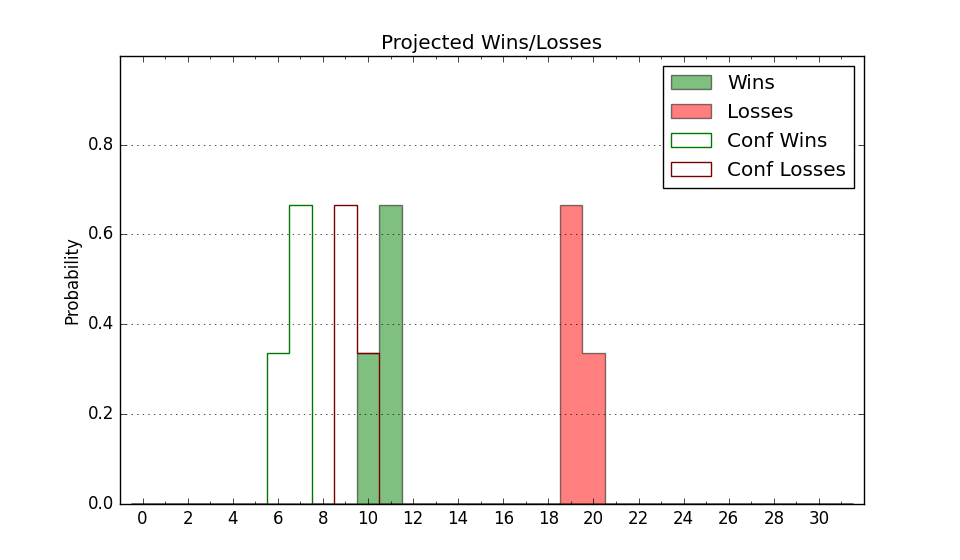 Projected Wins/Losses
Wins
Losses
Conf Wins
Conf Losses
Probability
0.8
0.6
0.4
0.2
0.0
0 2 4 6 8 10 12 14 16 18 20 22 24 26 28 30